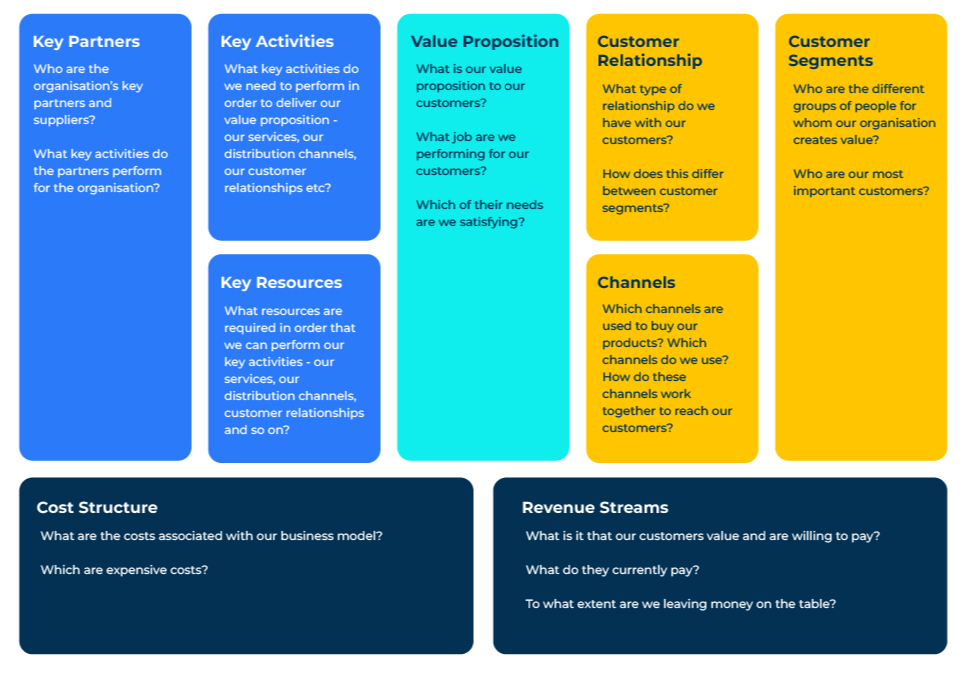 Key Partners
Who are the
organisation's key
partners and
suppliers?
What key activities do
the partners perform
for the organisation?
Key Activities
What key activities do
we need to perform in
order to deliver our
value proposition -
our services, our
distribution channels,
our customer
relationships etc?
Key Resources
What resources are
required in order that
we can perform our
key activities - our
services, our
distribution channels,
customer relationships
and so on?
Value Proposition
What is our value
proposition to our
customers?
What job are we
performing for our
customers?
Which of their needs
are we satisfying?
Customer
Relationship
What type of
relationship do we
have with our
customers?
How does this differ
between customer
segments?
Channels
Which channels are
used to buy our
products? Which
channels do we use?
How do these
channels work
together to reach our
customers?
Customer
Segments
Who are the different
groups of people for
whom our organisation
creates value?
Who are our most
important customers?
Cost Structure
What are the costs associated with our business model?
Which are expensive costs?
Revenue Streams
What is it that our customers value and are willing to pay?
What do they currently pay?
To what extent are we leaving money on the table?